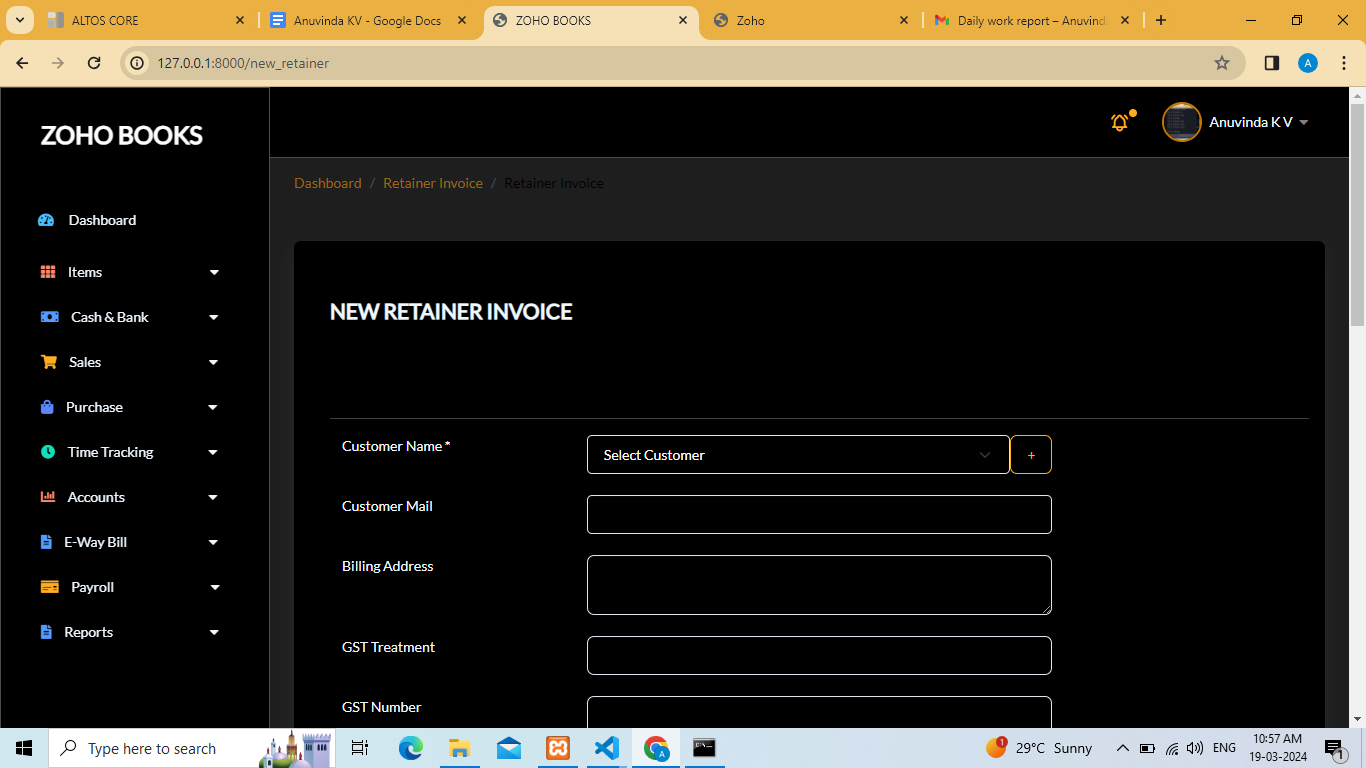 ALTOS CORE
Anuvinda KV - Google Docs
ZOHO BOOKS
Zoho
Daily work report – Anuvinda
127.0.0.1:8000/new_retainer
A
ZOHO BOOKS
Anuvinda K V
Dashboard / Retainer Invoice / Retainer Invoice
Dashboard
Items
Cash & Bank
Sales
Purchase
Time Tracking
Accounts
E-Way Bill
Payroll
Reports
NEW RETAINER INVOICE
Customer Name *
Select Customer
+
Customer Mail
Billing Address
GST Treatment
GST Number
Type here to search
A
1
29°C Sunny
ENG
10:57 AM
19-03-2024
1